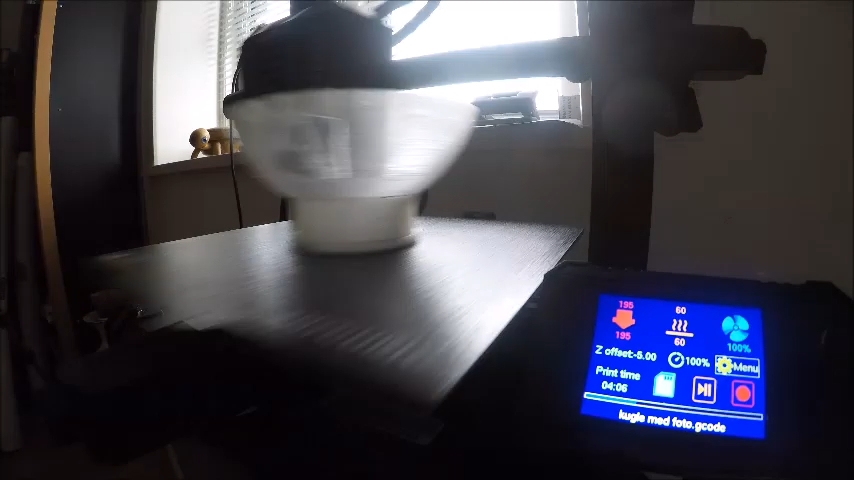 195
60
195
60
100%
Z offset:-5.00
100%
Menu
Print time
04:06
kugle med foto.gcode